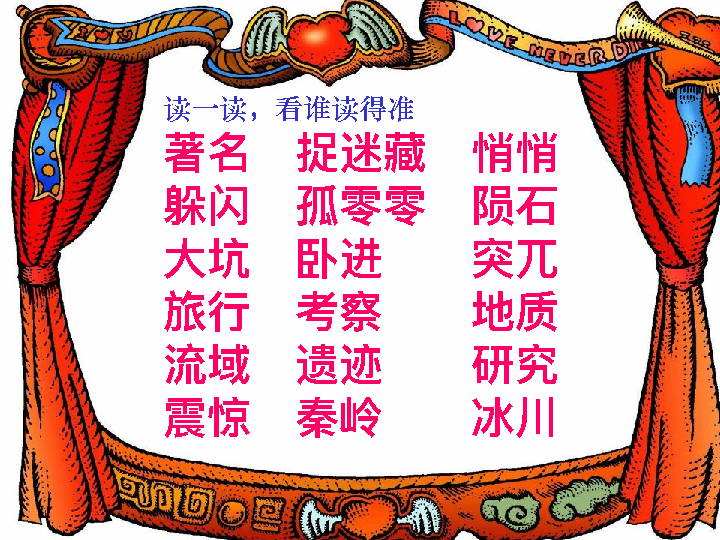 LOVE NEVER D
读一读，看谁读得准
著名 捉迷藏 悄悄
躲闪 孤零零 陨石
大坑 卧进 突兀
旅行 考察 地质
流域 遗迹 研究
震惊 秦岭 冰川